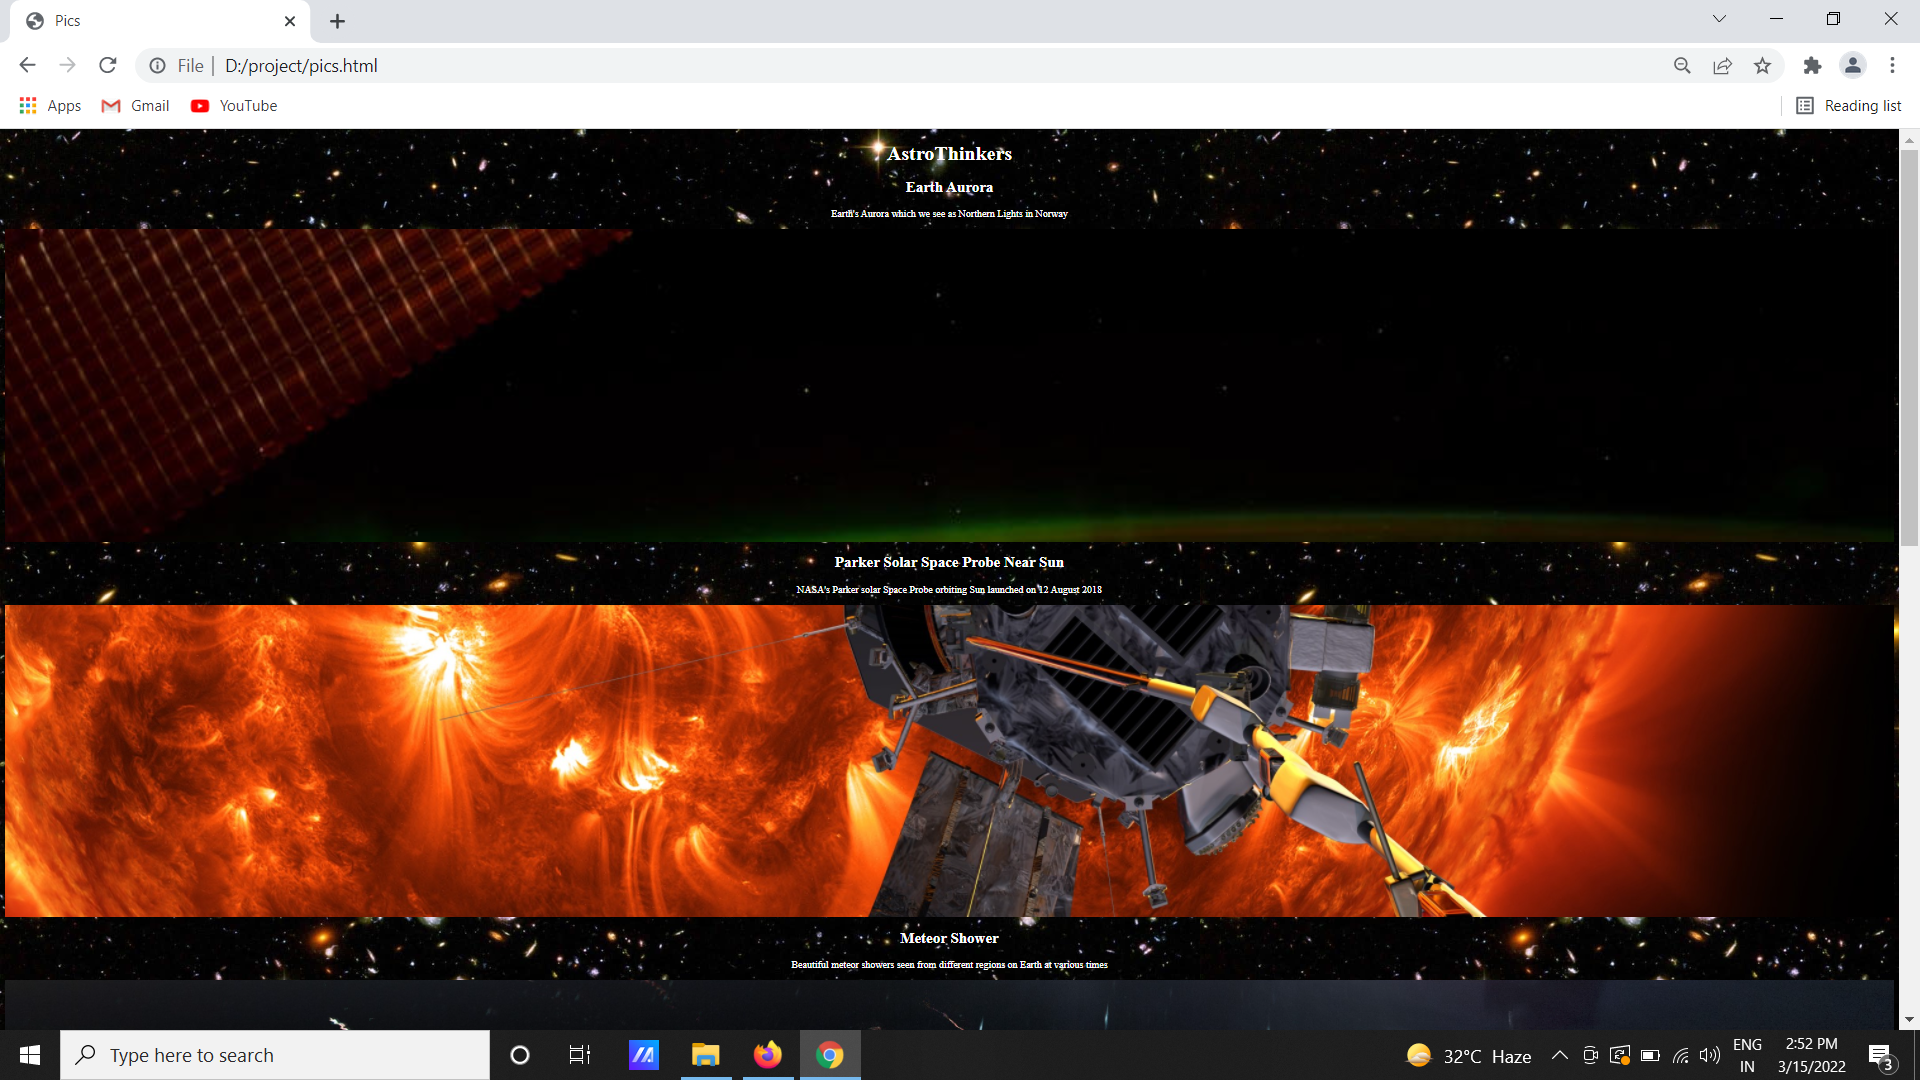 Pics
File | D:/project/pics.html
Apps Gmail YouTube Reading list
AstroThinkers
Earth Aurora
Earth's Aurora which we see as Northern Lights in Norway
Parker Solar Space Probe Near Sun
NASA's Parker solar Space Probe orbiting Sun launched on 12 August 2018
Meteor Shower
Beautiful meteor showers seen from different regions on Earth at various times
Type here to search
32°C Haze
ENG
IN
2:52 PM
3/15/2022
3